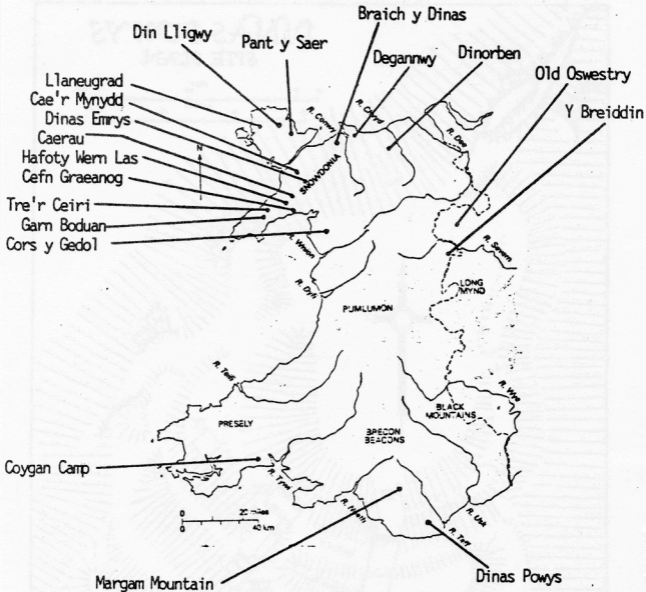 Braich y Dinas
Din Lligwy
Pant y Saer
Degannwy
Dinorben
Old Oswestry
Y Breiddin
Llaneugrad
Cae'r Mynydd
Dinas Emrys
Caerau
Hafoty Wern Las
Cefn Graeanog
Tre'r Ceiri
Garn Boduan
Cors y Gedol
N
R. Conwy
R. Clwyd
R. Dee
SNOWDONIA
R. Severn
R. Dyfi
LONG
MYND
PUMLUMON
R. Teifi
R. Wye
PRESELY
BLACK
MOUNTAINS
BRECON
BEACONS
Coygan Camp
R. Tywi
R. Neath
R. Usk
R. Taff
0 20 miles
0 40 km
Margam Mountain
Dinas Powys